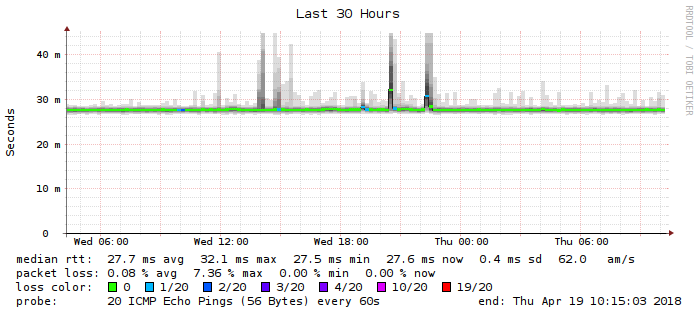 Last 30 Hours
RRDTOOL / TOBI OETIKER
Seconds
40 m
30 m
20 m
10 m
0
Wed 06:00 Wed 12:00 Wed 18:00 Thu 00:00 Thu 06:00
median rtt: 27.7 ms avg 32.1 ms max 27.5 ms min 27.6 ms now 0.4 ms sd 62.0 am/s
packet loss: 0.08 % avg 7.36 % max 0.00 % min 0.00 % now
loss color: 0 1/20 2/20 3/20 4/20 10/20 19/20
probe: 20 ICMP Echo Pings (56 Bytes) every 60s end: Thu Apr 19 10:15:03 2018